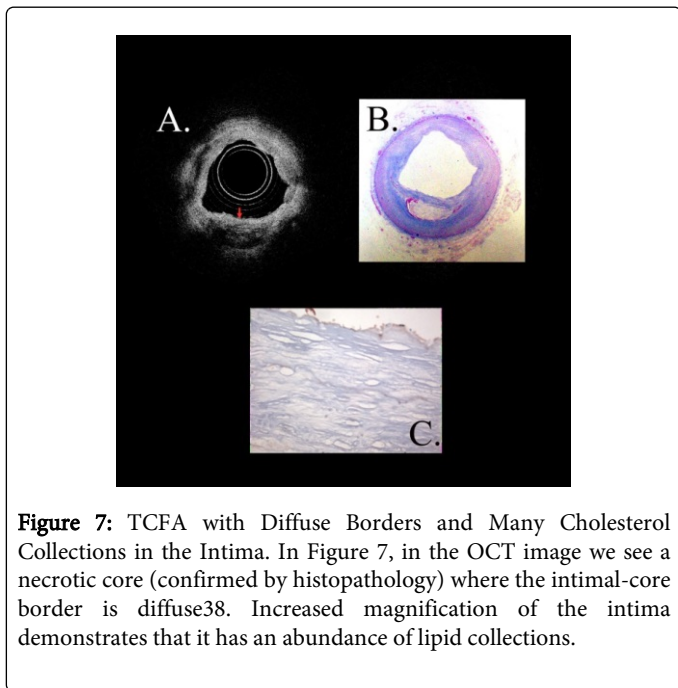 A.
B.
C.
Figure 7: TCFA with Diffuse Borders and Many Cholesterol
Collections in the Intima. In Figure 7, in the OCT image we see a
necrotic core (confirmed by histopathology) where the intimal-core
border is diffuse38. Increased magnification of the intima
demonstrates that it has an abundance of lipid collections.